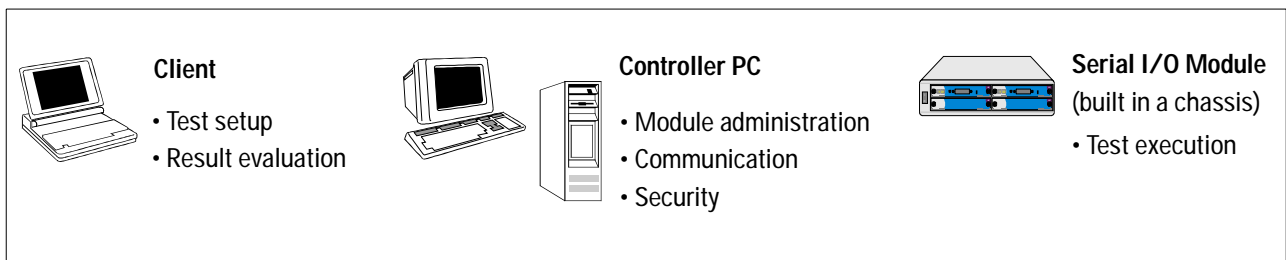 Client
• Test setup
• Result evaluation
Controller PC
• Module administration
• Communication
• Security
Serial I/O Module
(built in a chassis)
• Test execution